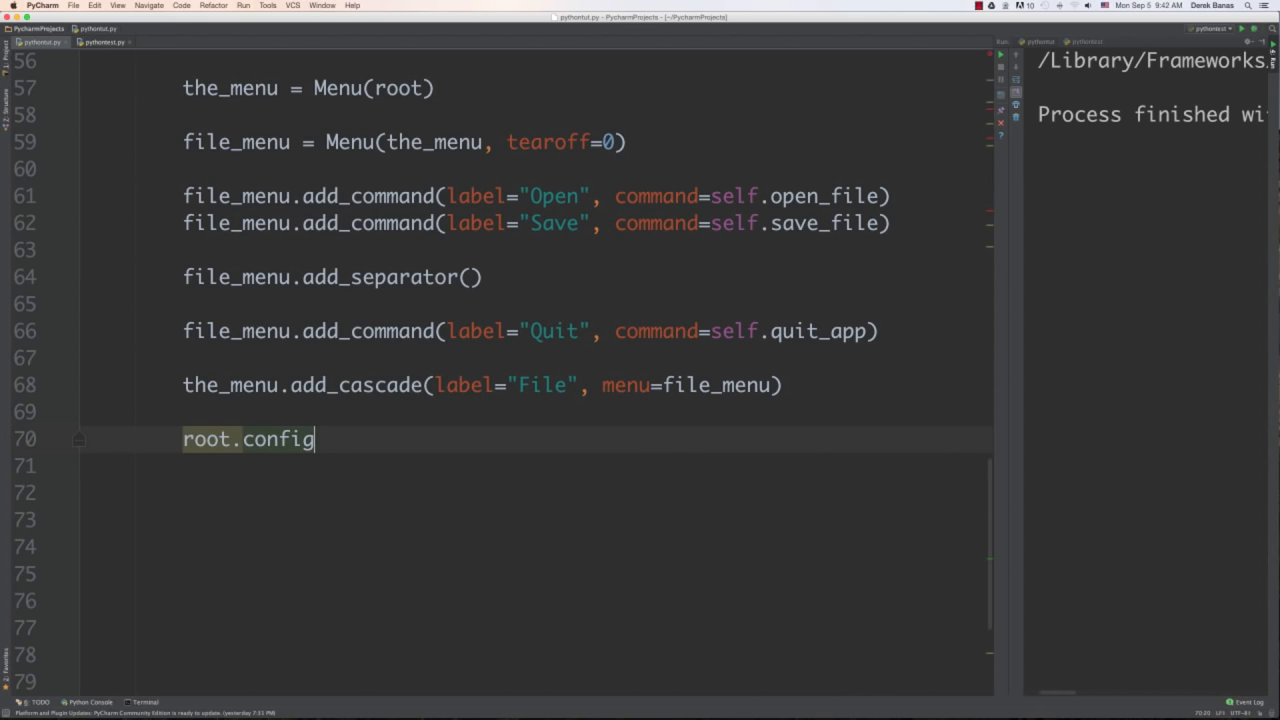 PyCharm File Edit View Navigate Code Refactor Run Tools VCS Window Help 10 Mon Sep 5 9:42 AM Derek Banas
pythontut.py - PycharmProjects - [~/PycharmProjects]
PycharmProjects pythontut.py pythontest
pythontut.py pythontest.py Run: pythontut pythontest
1: Project
7: Structure
2: Favorites
4: Run
56
57 the_menu = Menu(root)
58
59 file_menu = Menu(the_menu, tearoff=0)
60
61 file_menu.add_command(label="Open", command=self.open_file)
62 file_menu.add_command(label="Save", command=self.save_file)
63
64 file_menu.add_separator()
65
66 file_menu.add_command(label="Quit", command=self.quit_app)
67
68 the_menu.add_cascade(label="File", menu=file_menu)
69
70 root.config
71
72
73
74
75
76
77
78
79
/Library/Frameworks
Process finished wi
6: TODO Python Console Terminal Event Log
Platform and Plugin Updates: PyCharm Community Edition is ready to update. (yesterday 7:31 PM) 70:20 LF÷ UTF-8÷